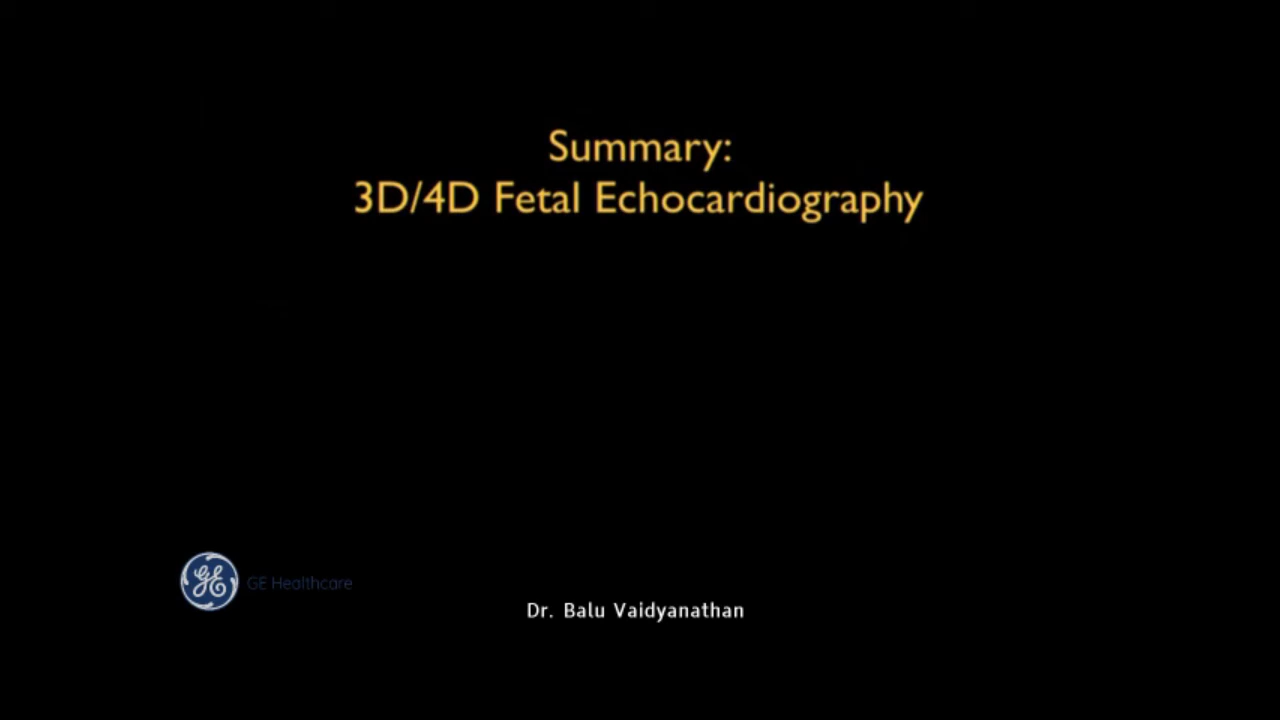 Summary:
3D/4D Fetal Echocardiography
GE Healthcare
Dr. Balu Vaidyanathan